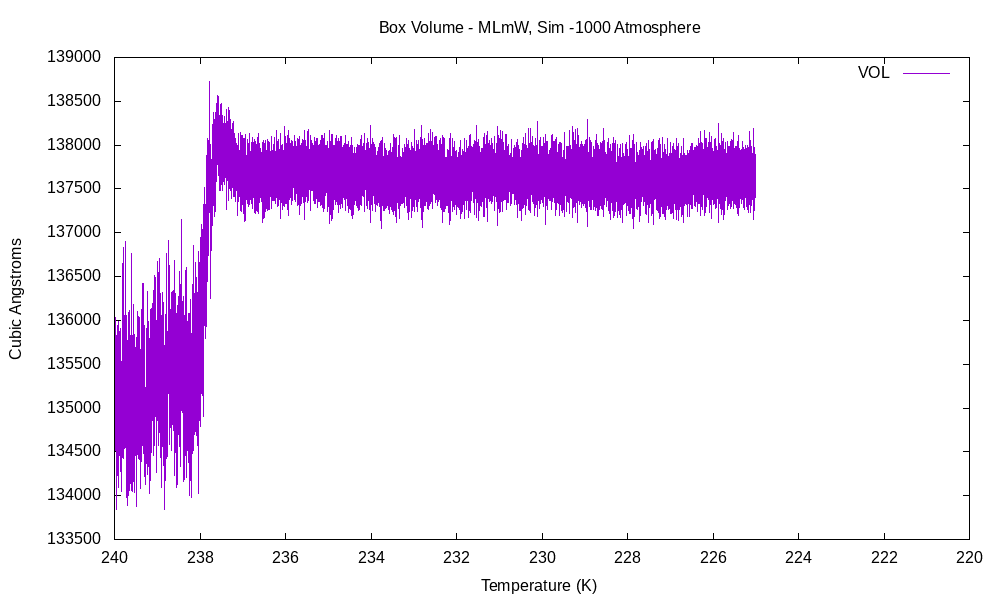 Box Volume - MLmW, Sim -1000 Atmosphere
139000
138500
138000
137500
137000
136500
136000
135500
135000
134500
134000
133500
VOL
Cubic Angstroms
240 238 236 234 232 230 228 226 224 222 220
Temperature (K)